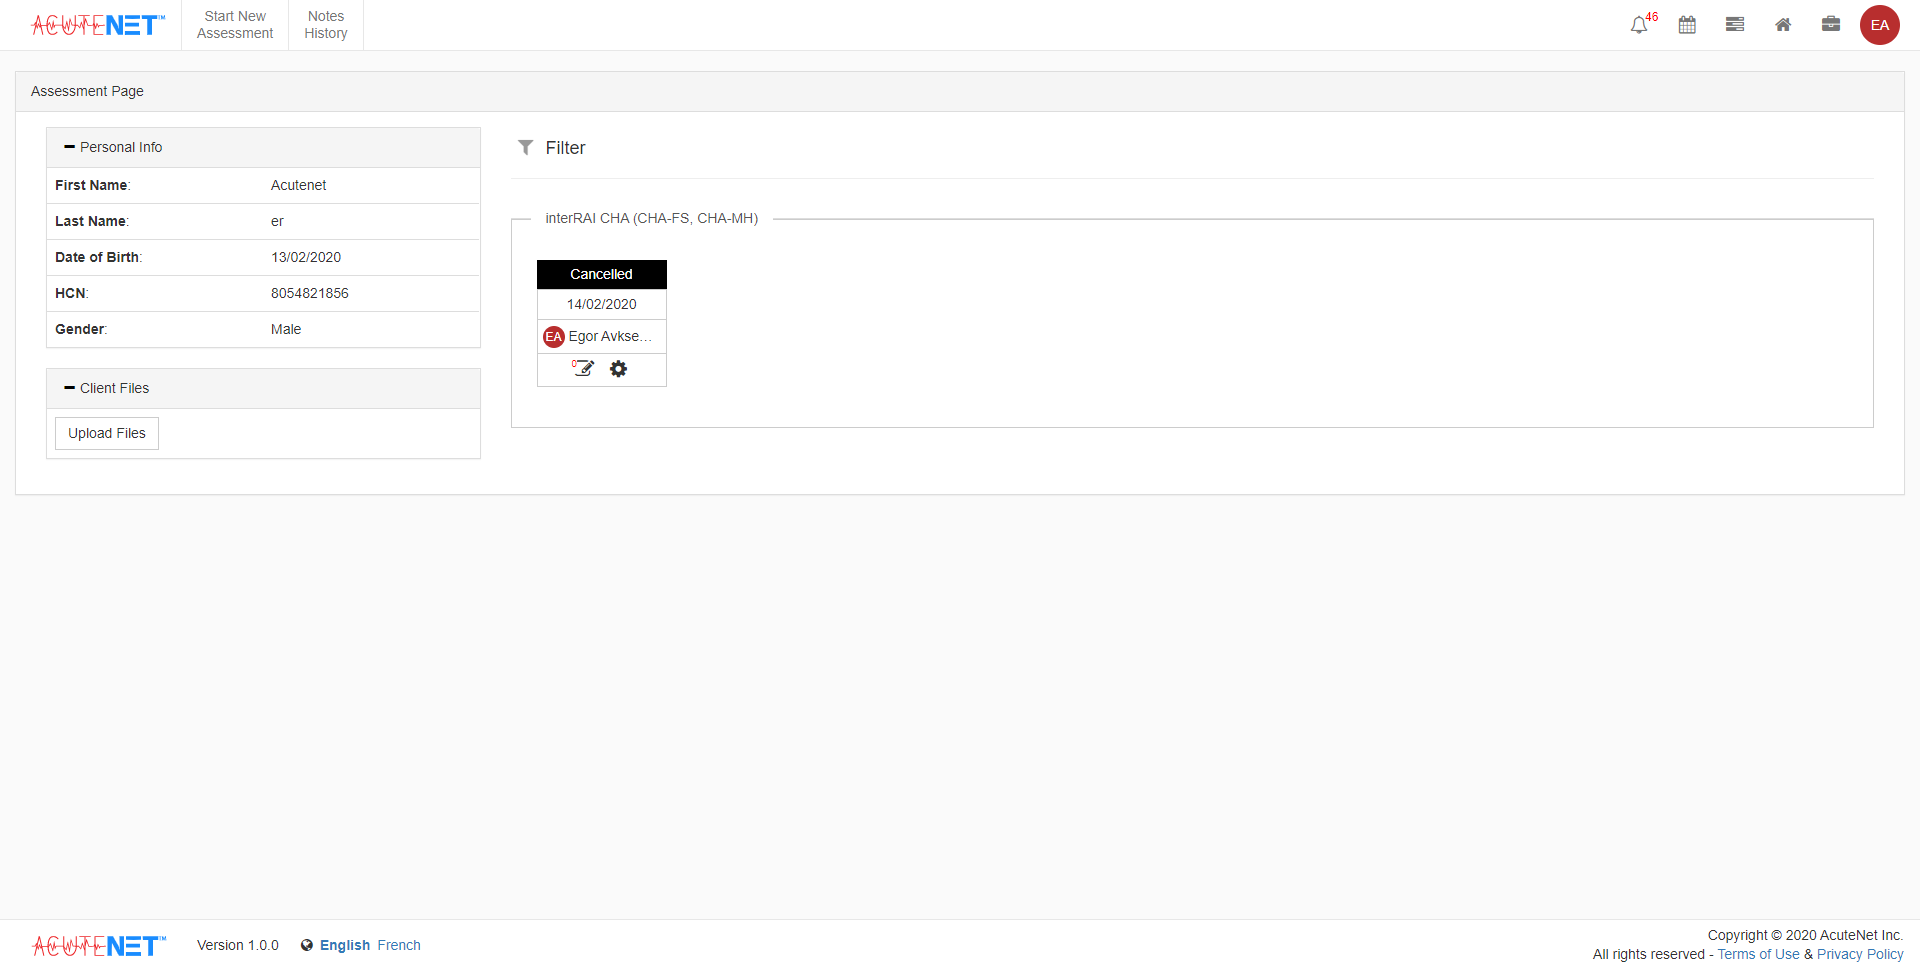 ACUTENET™
Start New
Assessment
Notes
History
46
EA
Assessment Page
Personal Info
First Name: Acutenet
Last Name: er
Date of Birth: 13/02/2020
HCN: 8054821856
Gender: Male
Client Files
Upload Files
Filter
interRAI CHA (CHA-FS, CHA-MH)
Cancelled
14/02/2020
EA Egor Avkse...
0
ACUTENET™
Version 1.0.0 English French
Copyright © 2020 AcuteNet Inc.
All rights reserved - Terms of Use & Privacy Policy